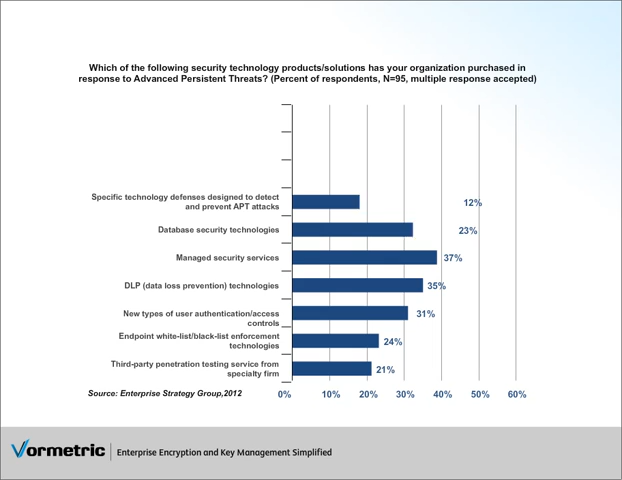 Which of the following security technology products/solutions has your organization purchased in
response to Advanced Persistent Threats? (Percent of respondents, N=95, multiple response accepted)
Specific technology defenses designed to detect
and prevent APT attacks
12%
Database security technologies
23%
Managed security services
37%
DLP (data loss prevention) technologies
35%
New types of user authentication/access
controls
31%
Endpoint white-list/black-list enforcement
technologies
24%
Third-party penetration testing service from
specialty firm
21%
Source: Enterprise Strategy Group,2012
0% 10% 20% 30% 40% 50% 60%
Vormetric
Enterprise Encryption and Key Management Simplified